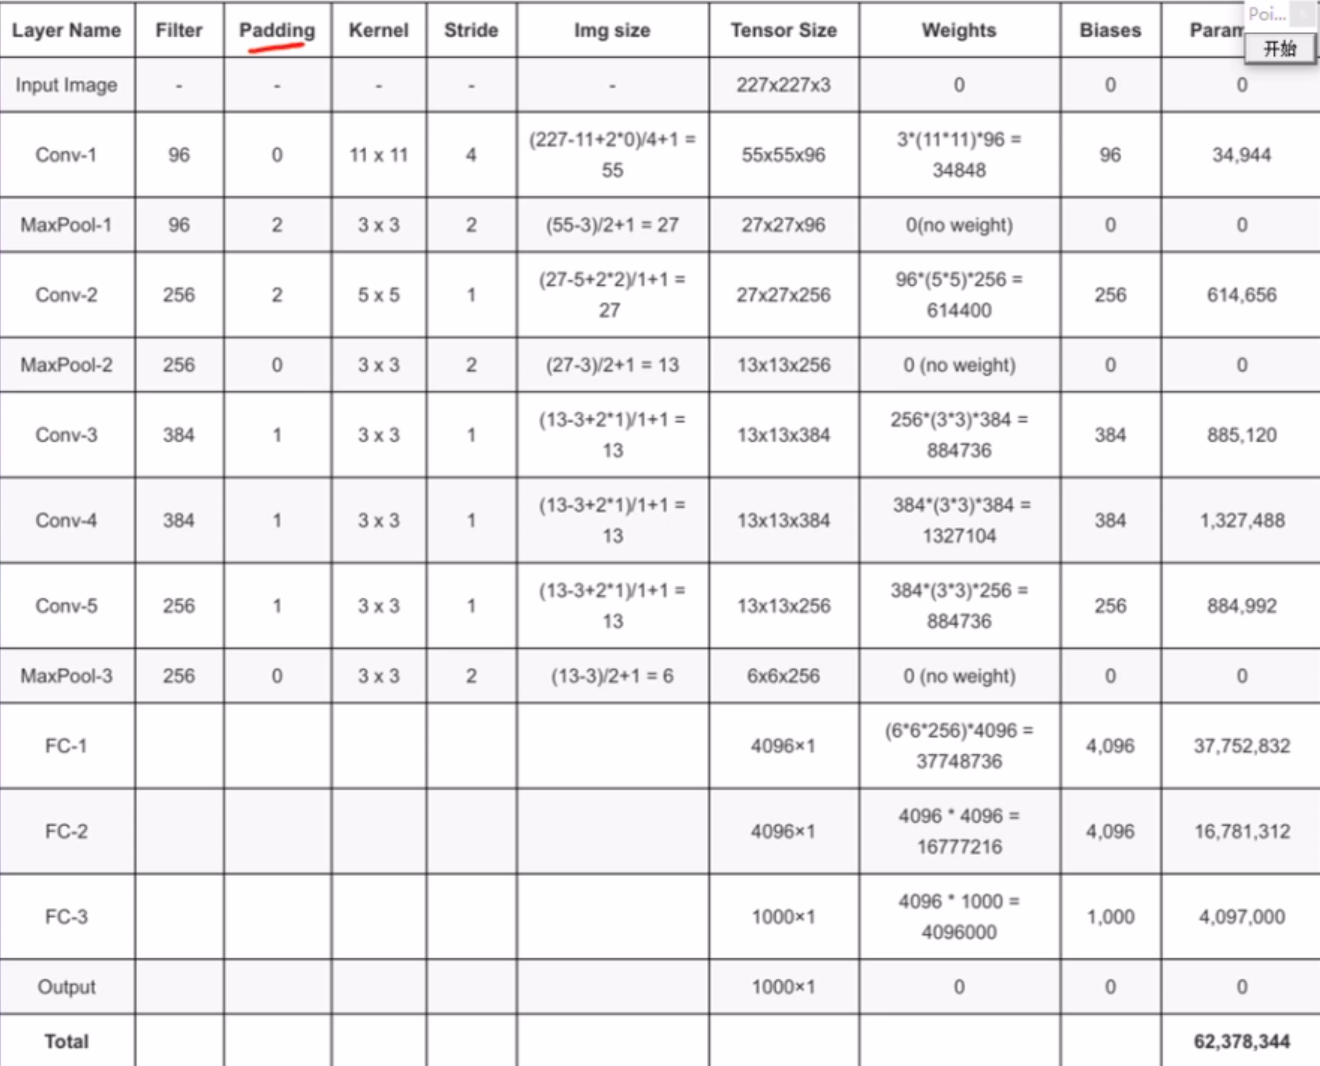 Layer Name Filter Padding Kernel Stride Img size Tensor Size Weights Biases Param
Poi...
开始
Input Image - - - - - 227x227x3 0 0 0
Conv-1 96 0 11 x 11 4 (227-11+2*0)/4+1 = 55 55x55x96 3*(11*11)*96 = 34848 96 34,944
MaxPool-1 96 2 3 x 3 2 (55-3)/2+1 = 27 27x27x96 0(no weight) 0 0
Conv-2 256 2 5 x 5 1 (27-5+2*2)/1+1 = 27 27x27x256 96*(5*5)*256 = 614400 256 614,656
MaxPool-2 256 0 3 x 3 2 (27-3)/2+1 = 13 13x13x256 0 (no weight) 0 0
Conv-3 384 1 3 x 3 1 (13-3+2*1)/1+1 = 13 13x13x384 256*(3*3)*384 = 884736 384 885,120
Conv-4 384 1 3 x 3 1 (13-3+2*1)/1+1 = 13 13x13x384 384*(3*3)*384 = 1327104 384 1,327,488
Conv-5 256 1 3 x 3 1 (13-3+2*1)/1+1 = 13 13x13x256 384*(3*3)*256 = 884736 256 884,992
MaxPool-3 256 0 3 x 3 2 (13-3)/2+1 = 6 6x6x256 0 (no weight) 0 0
FC-1 4096×1 (6*6*256)*4096 = 37748736 4,096 37,752,832
FC-2 4096×1 4096 * 4096 = 16777216 4,096 16,781,312
FC-3 1000×1 4096 * 1000 = 4096000 1,000 4,097,000
Output 1000×1 0 0 0
Total 62,378,344